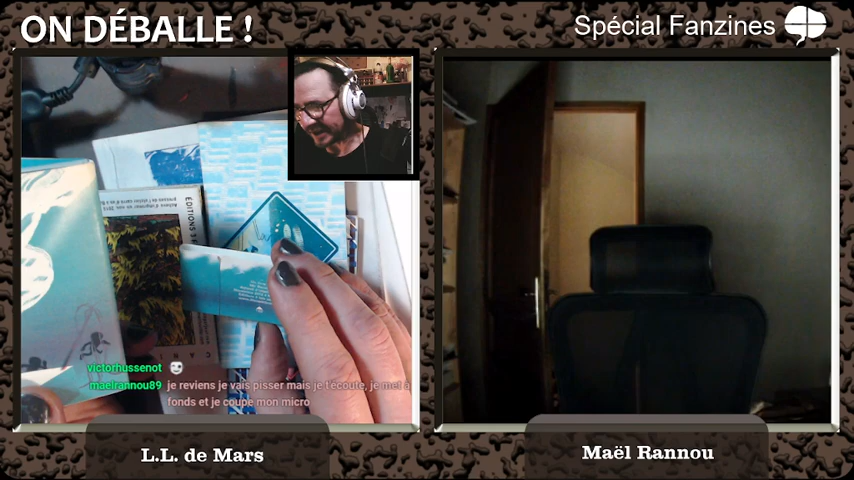 ON DÉBALLE !
Spécial Fanzines
ÉDITIONS
victorhussenot
maelrannou89 je reviens je vais pisser mais je t'écoute, je met à
fonds et je coupe mon micro
L.L. de Mars
Maël Rannou